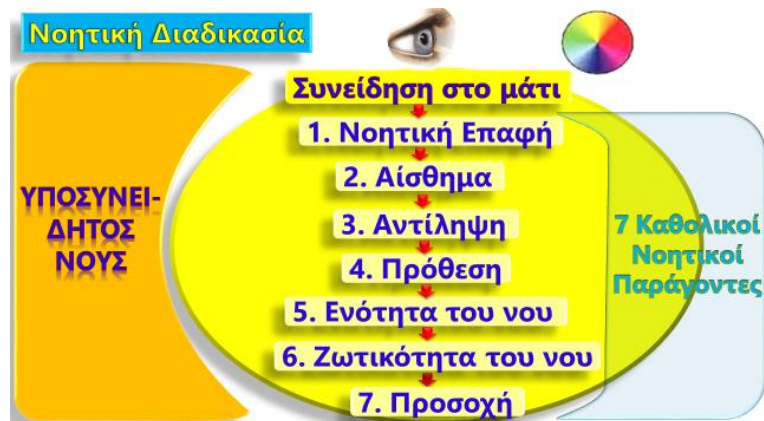 Νοητική Διαδικασία
Συνείδηση στο μάτι
1. Νοητική Επαφή
2. Αίσθημα
3. Αντίληψη
4. Πρόθεση
5. Ενότητα του νου
6. Ζωτικότητα του νου
7. Προσοχή
ΥΠΟΣΥΝΕΙ-
ΔΗΤΟΣ
ΝΟΥΣ
7 Καθολικοί
Νοητικοί
Παράγοντες